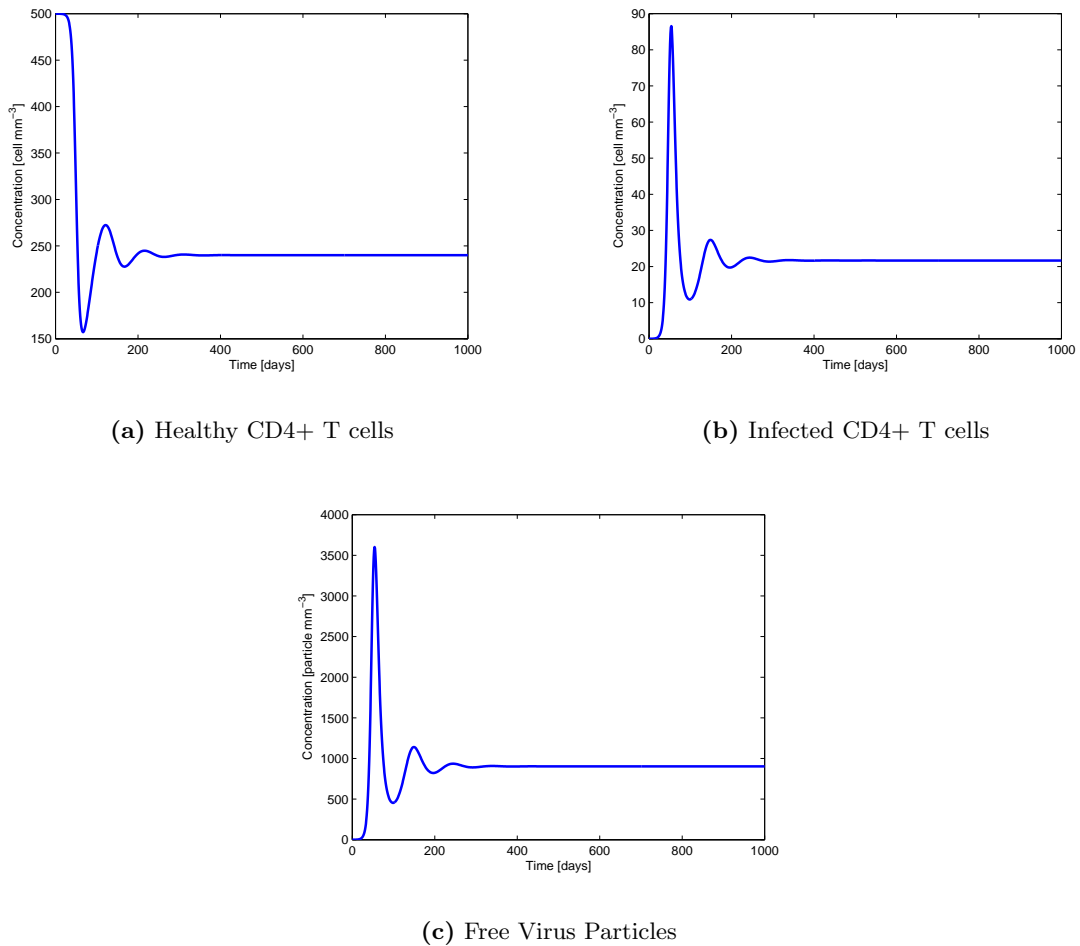 500
450
400
350
300
250
200
150
0 200 400 600 800 1000
Concentration [cell mm⁻³]
Time [days]
(a) Healthy CD4+ T cells
90
80
70
60
50
40
30
20
10
0
0 200 400 600 800 1000
Concentration [cell mm⁻³]
Time [days]
(b) Infected CD4+ T cells
4000
3500
3000
2500
2000
1500
1000
500
0
0 200 400 600 800 1000
Concentration [particle mm⁻³]
Time [days]
(c) Free Virus Particles